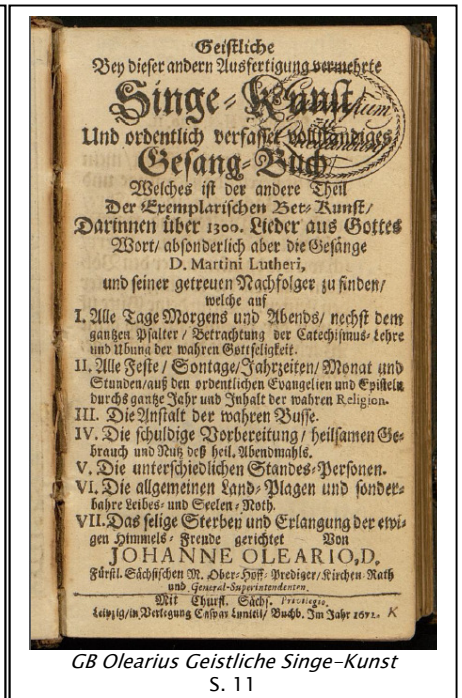 Geistliche
Bey dieser andern Ausfertigung vermehrte
Singe-Kunst/
Und ordentlich verfasset vollständiges
Gesang-Buch
Welches ist der andere Theil
Der Exemplarischen Bet-Kunst/
Darinnen über 1300. Lieder aus Gottes
Wort/ absonderlich aber die Gesänge
D. Martini Lutheri,
und seiner getreuen Nachfolger zu finden/
welche auf
I. Alle Tage Morgens und Abends/ nechst dem
gantzen Psalter/ Betrachtung der Catechismus-Lehre
und Ubung der wahren Gottseligkeit.
II. Alle Feste/ Sontage/Jahrzeiten/Monat und
Stunden/auß den ordentlichen Evangelien und Episteln
durchs gantze Jahr und Inhalt der wahren Religion.
III. Die Anstalt der wahren Busse.
IV. Die schuldige Vorbereitung/ heilsamen Ge-
brauch und Nutz deß heil. Abendmahls.
V. Die unterschiedlichen Standes-Personen.
VI. Die allgemeinen Land-Plagen und sonder-
bahre Leibes- und Seelen-Noth.
VII. Das selige Sterben und Erlangung der ewi-
gen Himmels-Freude gerichtet Von
JOHANNE OLEARIO, D.
Fürstl. Sächsischen M. Ober-Hoff-Prediger/Kirchen-Rath
und General-Superintendenten.
Mit Churfl. Sächs. Privilegio.
Leipzig/in Verlegung Caspar Lunitii/ Buchb. Im Jahr 1672. K
GB Olearius Geistliche Singe-Kunst
S. 11